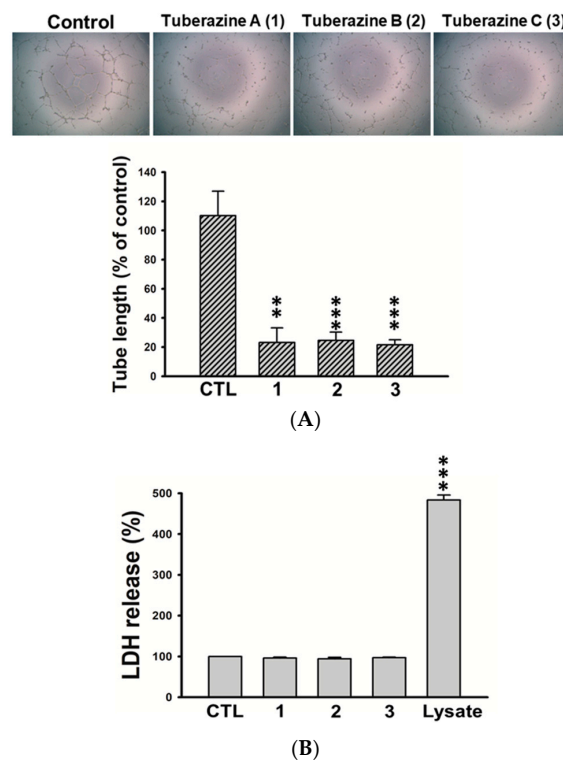 Control Tuberazine A (1) Tuberazine B (2) Tuberazine C (3)
Tube length (% of control)
140
120
100
80
60
40
20
0
** *** ***
CTL 1 2 3
(A)
LDH release (%)
500
400
300
200
100
0
***
CTL 1 2 3 Lysate
(B)